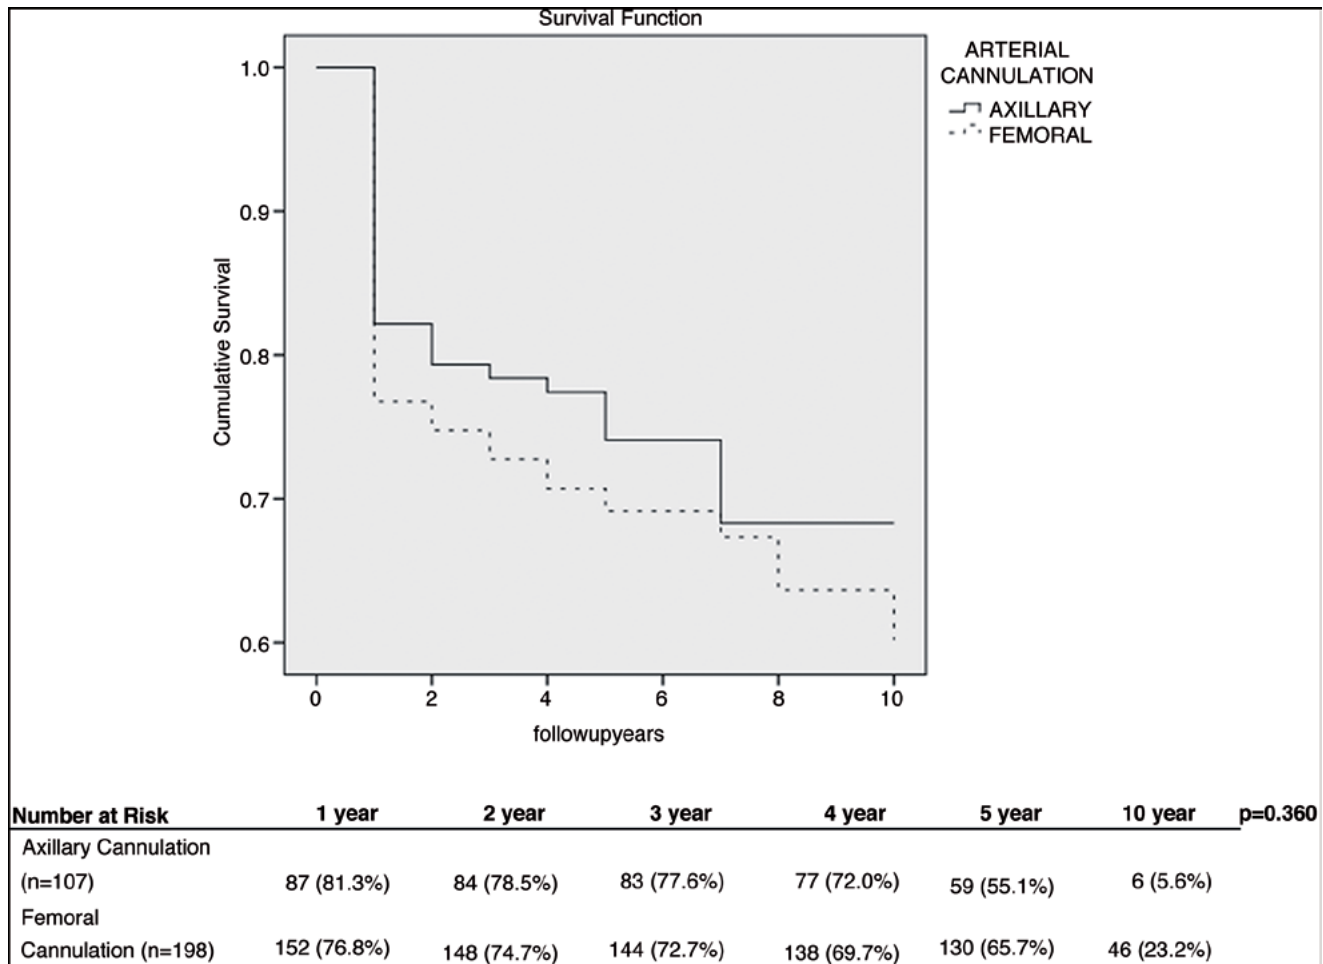 Survival Function
ARTERIAL
CANNULATION
AXILLARY
FEMORAL
1.0
0.9
0.8
0.7
0.6
Cumulative Survival
0 2 4 6 8 10
followupyears
Number at Risk 1 year 2 year 3 year 4 year 5 year 10 year p=0.360
Axillary Cannulation
(n=107) 87 (81.3%) 84 (78.5%) 83 (77.6%) 77 (72.0%) 59 (55.1%) 6 (5.6%)
Femoral
Cannulation (n=198) 152 (76.8%) 148 (74.7%) 144 (72.7%) 138 (69.7%) 130 (65.7%) 46 (23.2%)